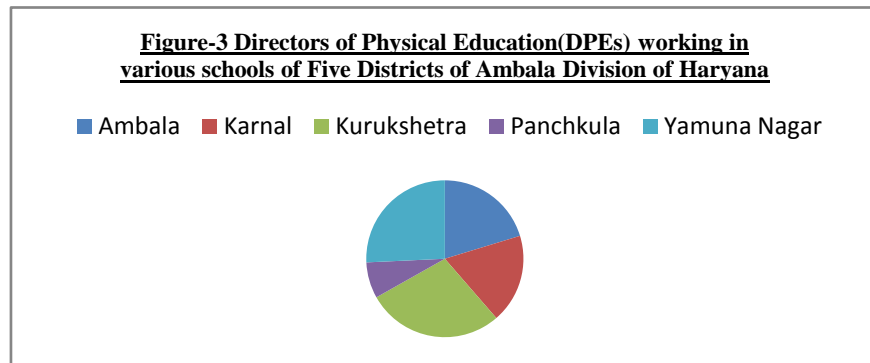 Figure-3 Directors of Physical Education(DPEs) working in
various schools of Five Districts of Ambala Division of Haryana
Ambala Karnal Kurukshetra Panchkula Yamuna Nagar